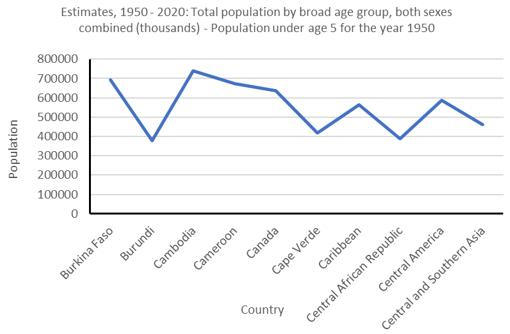 Estimates, 1950 - 2020: Total population by broad age group, both sexes
combined (thousands) - Population under age 5 for the year 1950
800000
700000
600000
500000
400000
300000
200000
100000
0
Population
Burkina Faso
Burundi
Cambodia
Cameroon
Canada
Cape Verde
Caribbean
Central African Republic
Central America
Central and Southern Asia
Country